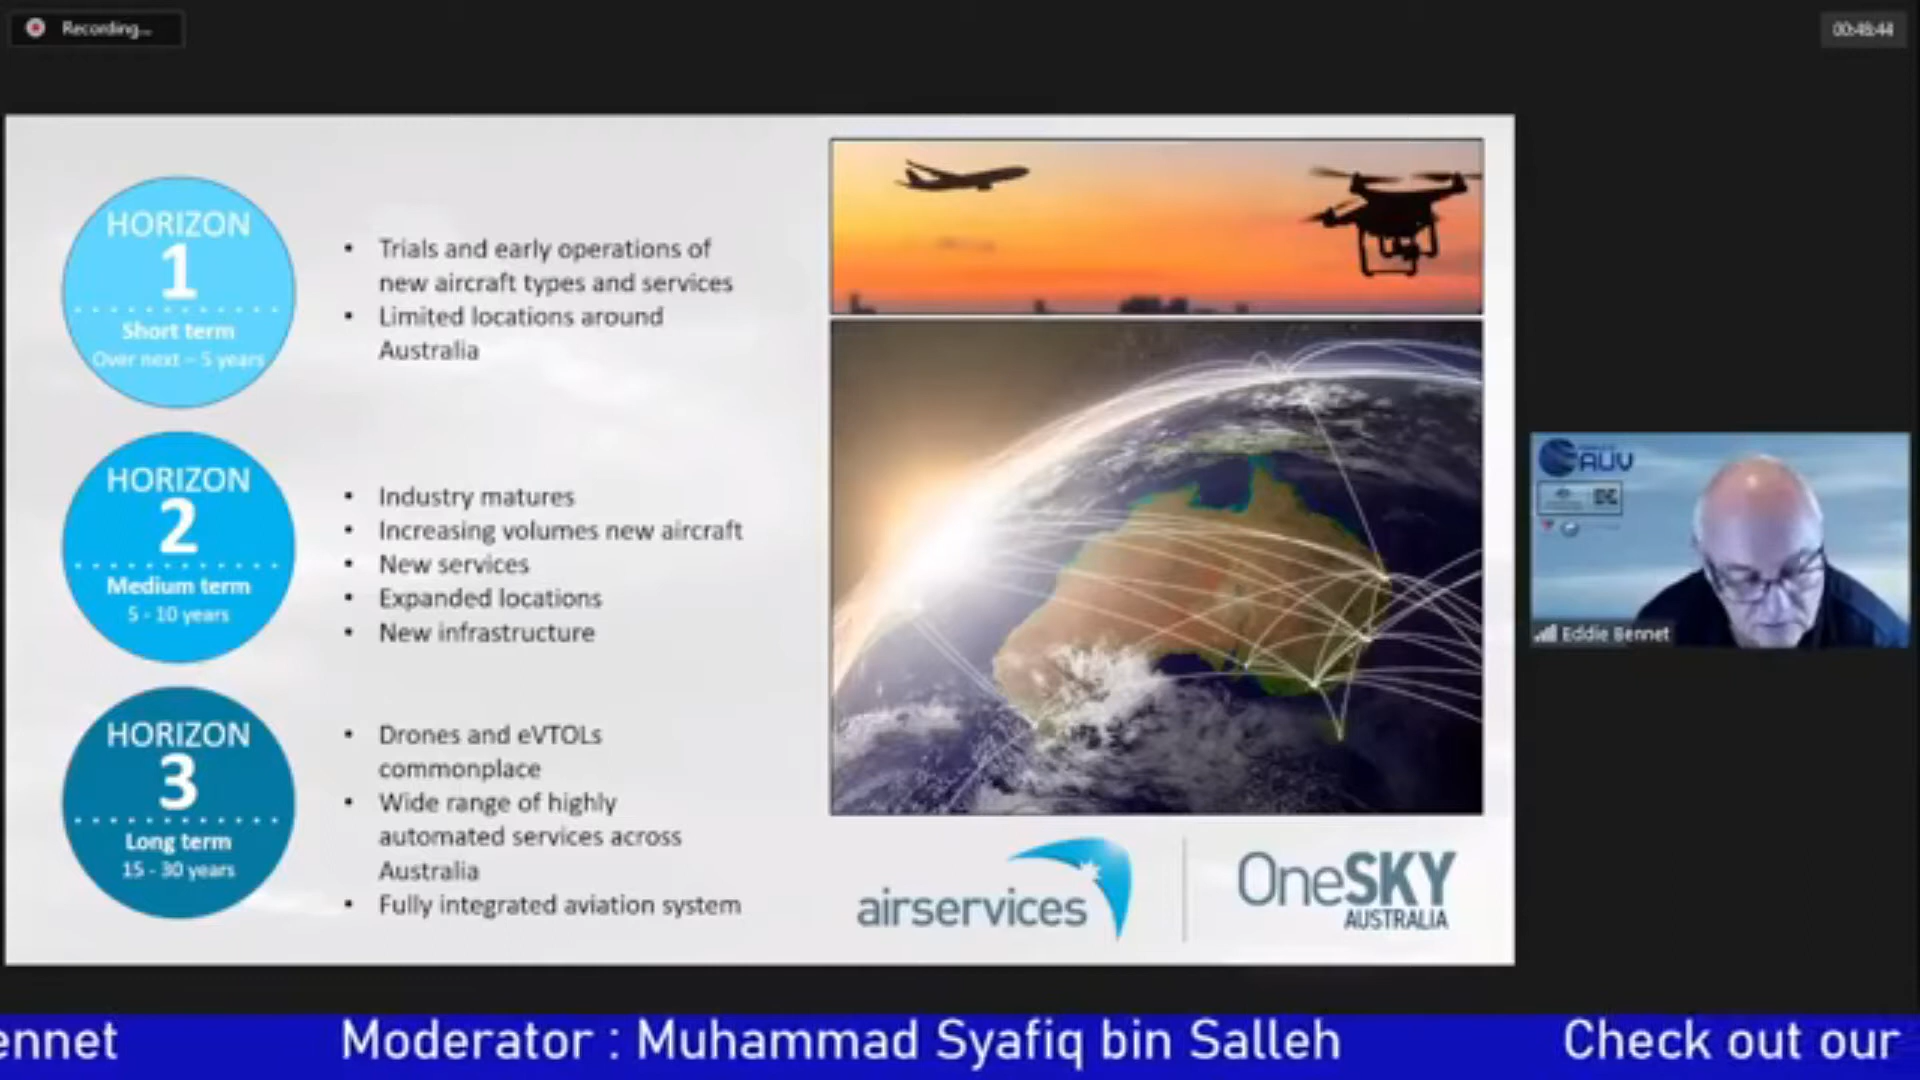 Recording...
00:48:44
HORIZON
1
Short term
Over next – 5 years
• Trials and early operations of
new aircraft types and services
• Limited locations around
Australia
HORIZON
2
Medium term
5 - 10 years
• Industry matures
• Increasing volumes new aircraft
• New services
• Expanded locations
• New infrastructure
HORIZON
3
Long term
15 - 30 years
• Drones and eVTOLs
commonplace
• Wide range of highly
automated services across
Australia
• Fully integrated aviation system
airservices
OneSKY
AUSTRALIA
AUV
Eddie Bennet
ennet
Moderator : Muhammad Syafiq bin Salleh
Check out our